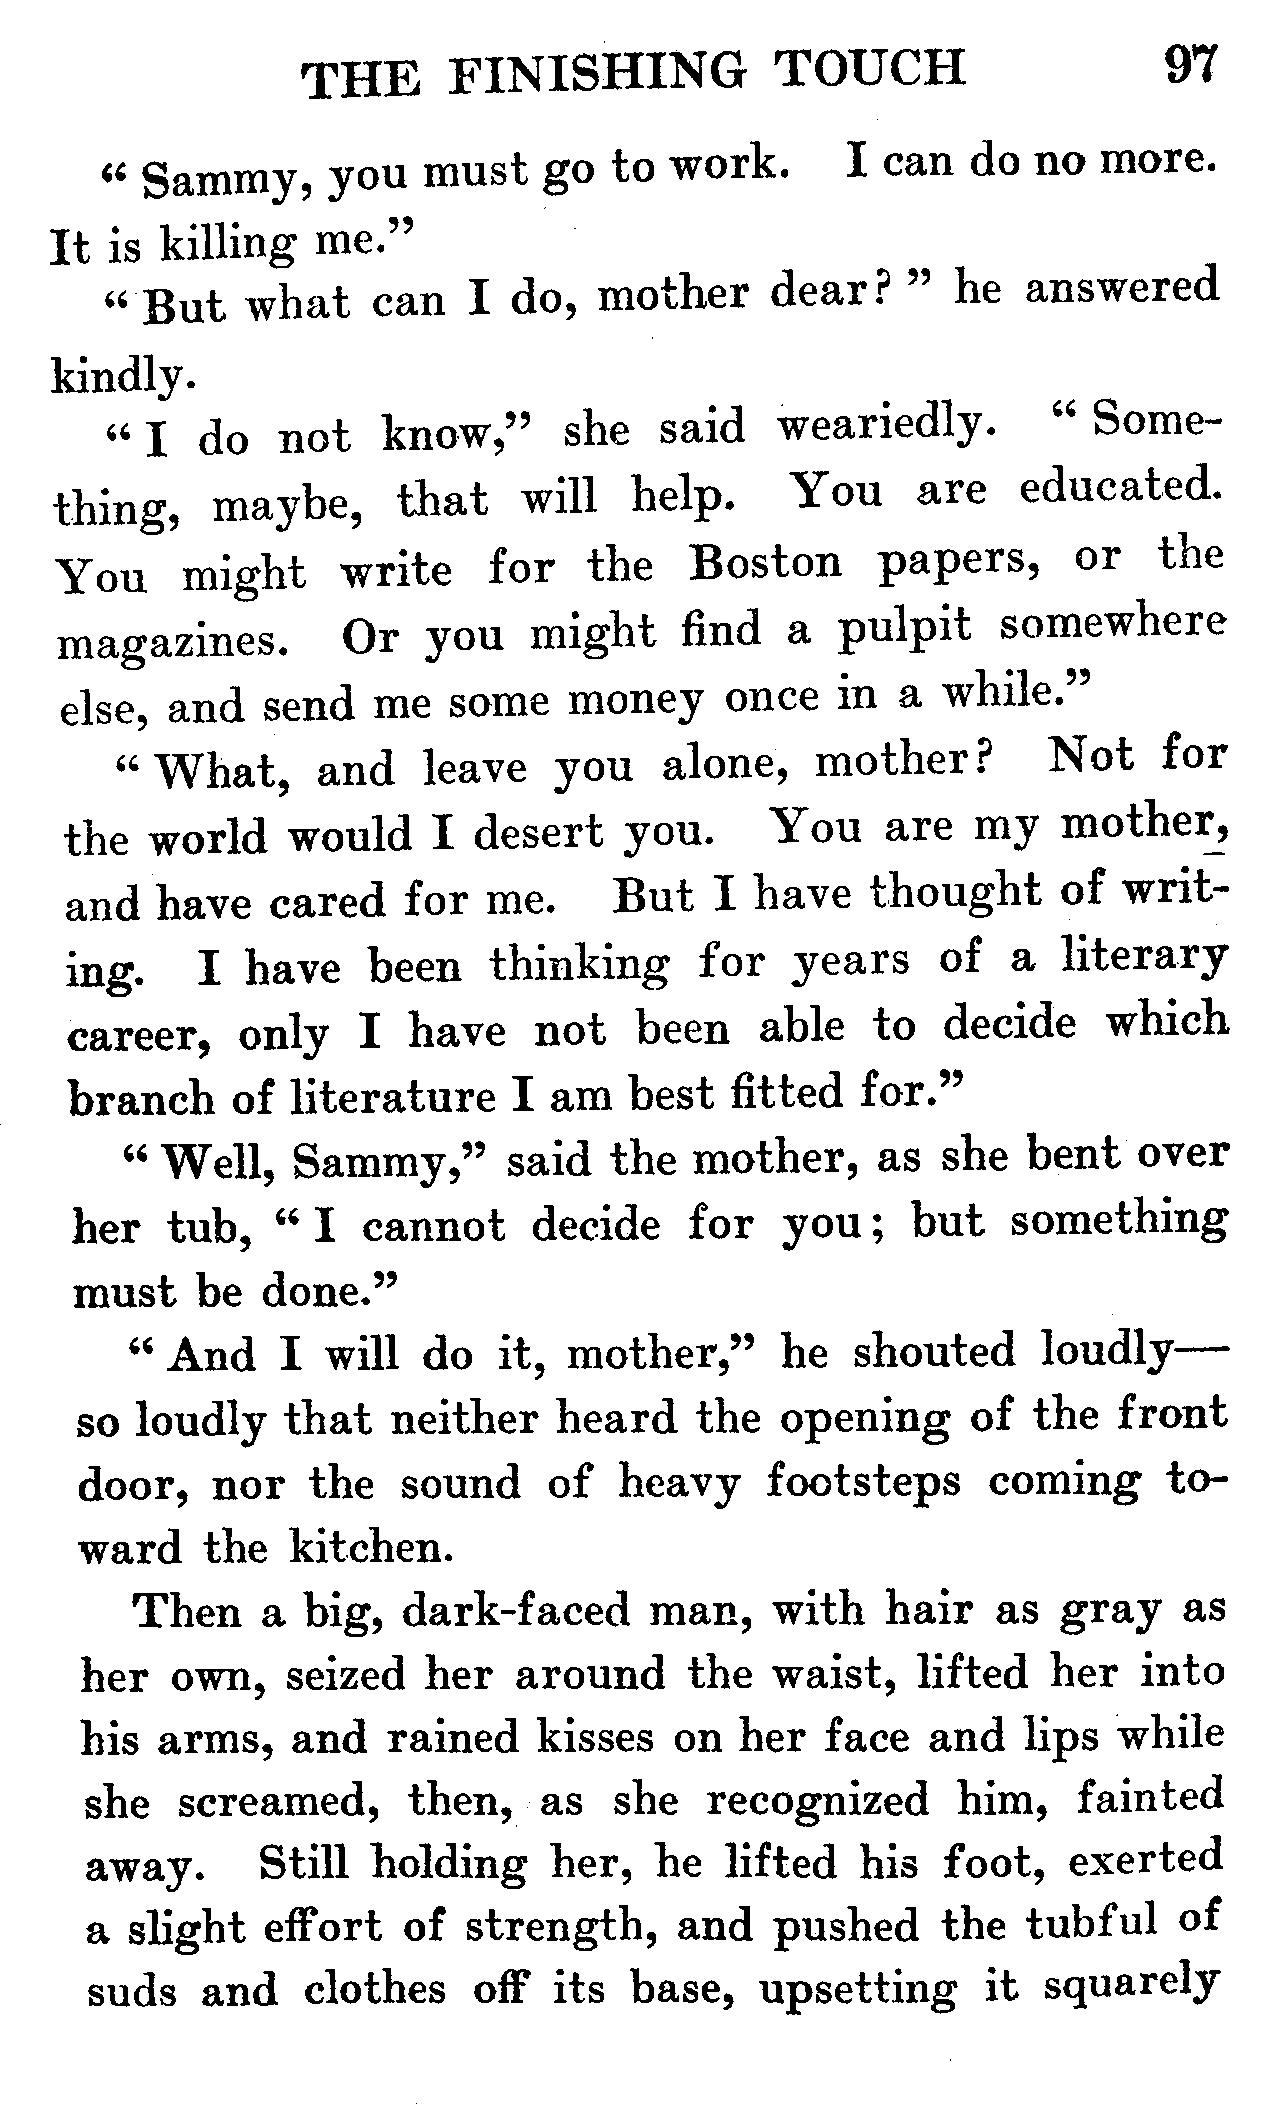 THE FINISHING TOUCH 97
“ Sammy, you must go to work. I can do no more.
It is killing me.”
“ But what can I do, mother dear? ” he answered
kindly.
“ I do not know,” she said weariedly. “ Some-
thing, maybe, that will help. You are educated.
You might write for the Boston papers, or the
magazines. Or you might find a pulpit somewhere
else, and send me some money once in a while.”
“ What, and leave you alone, mother? Not for
the world would I desert you. You are my mother,
and have cared for me. But I have thought of writ-
ing. I have been thinking for years of a literary
career, only I have not been able to decide which
branch of literature I am best fitted for.”
“ Well, Sammy,” said the mother, as she bent over
her tub, “ I cannot decide for you; but something
must be done.”
“ And I will do it, mother,” he shouted loudly—
so loudly that neither heard the opening of the front
door, nor the sound of heavy footsteps coming to-
ward the kitchen.
Then a big, dark-faced man, with hair as gray as
her own, seized her around the waist, lifted her into
his arms, and rained kisses on her face and lips while
she screamed, then, as she recognized him, fainted
away. Still holding her, he lifted his foot, exerted
a slight effort of strength, and pushed the tubful of
suds and clothes off its base, upsetting it squarely